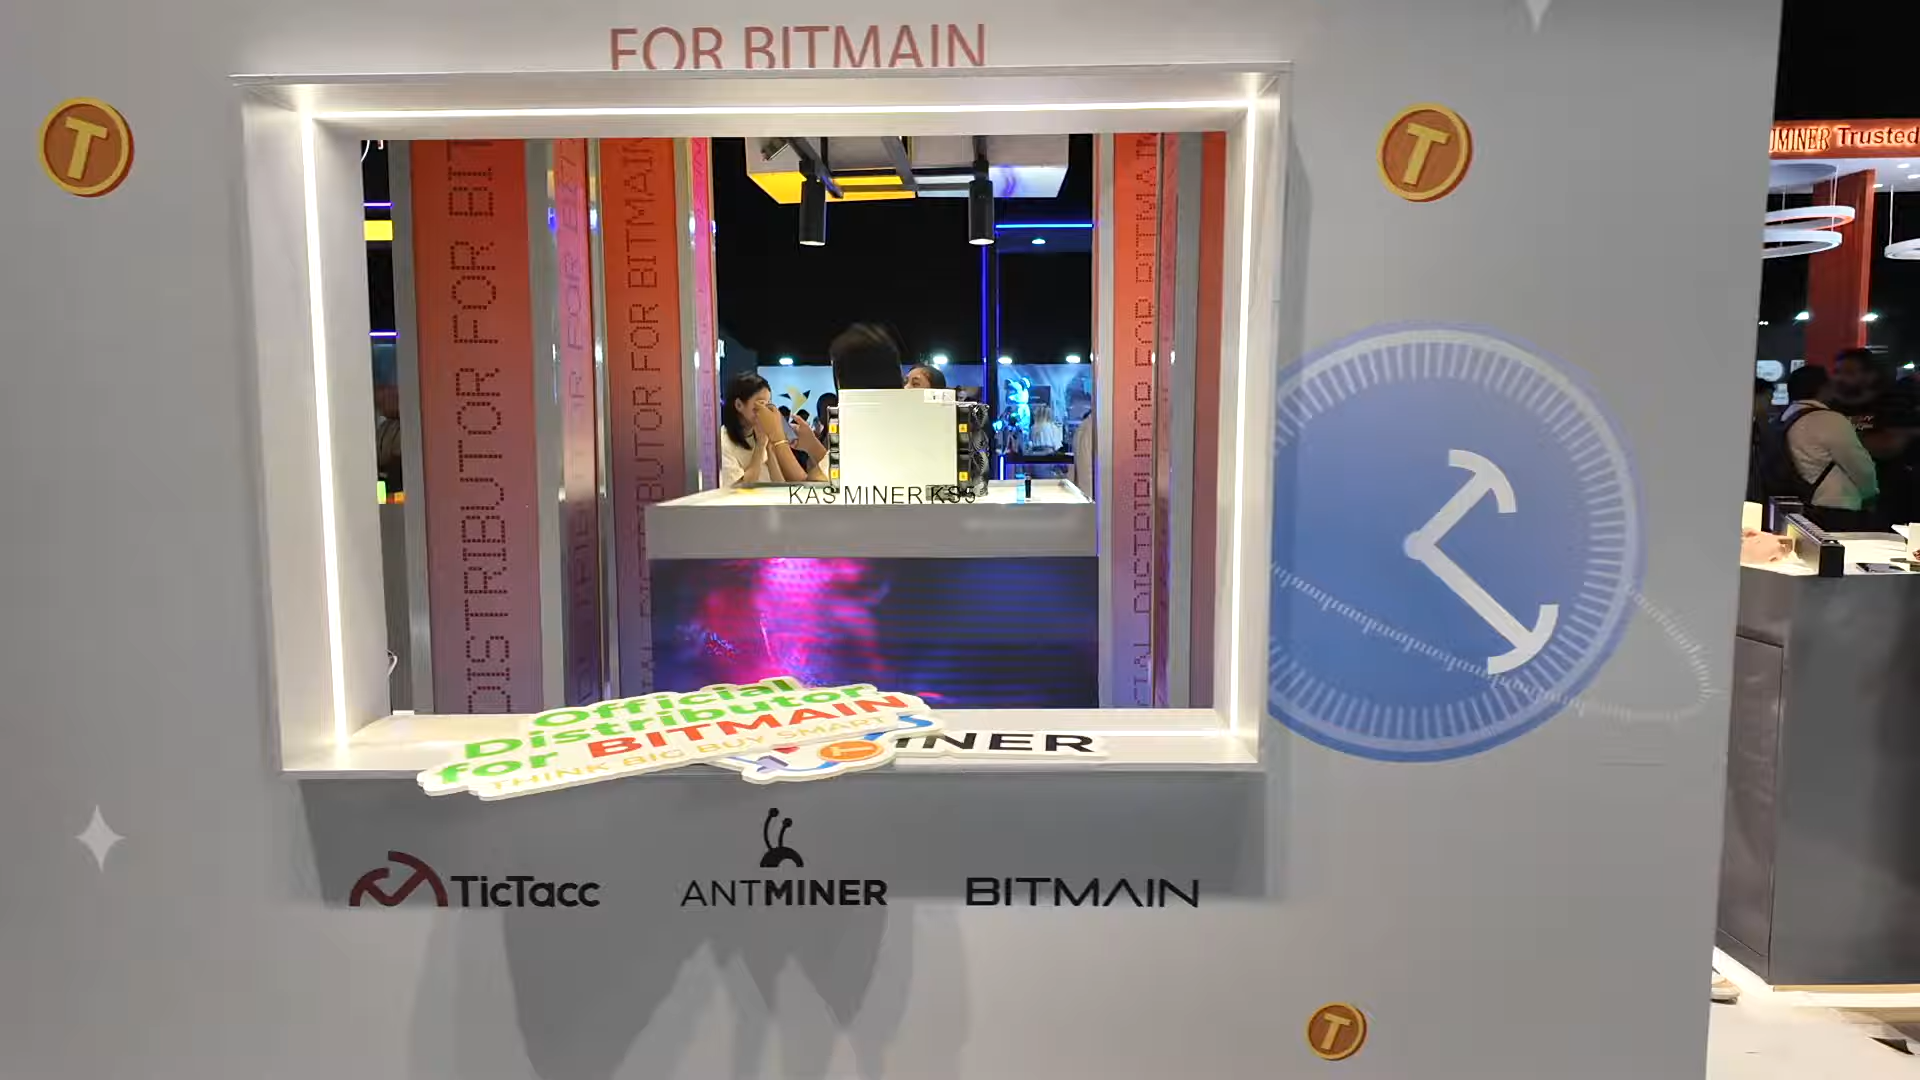 FOR BITMAIN
MINER Trusted
DISTRIBUTOR FOR BIT
DISTRIBUTOR FOR BITMAIN
KAS MINER KS5
Official
Distributor
for BITMAIN
THINK BIG BUY SMART
INER
TicTacc
ANTMINER
BITMAIN